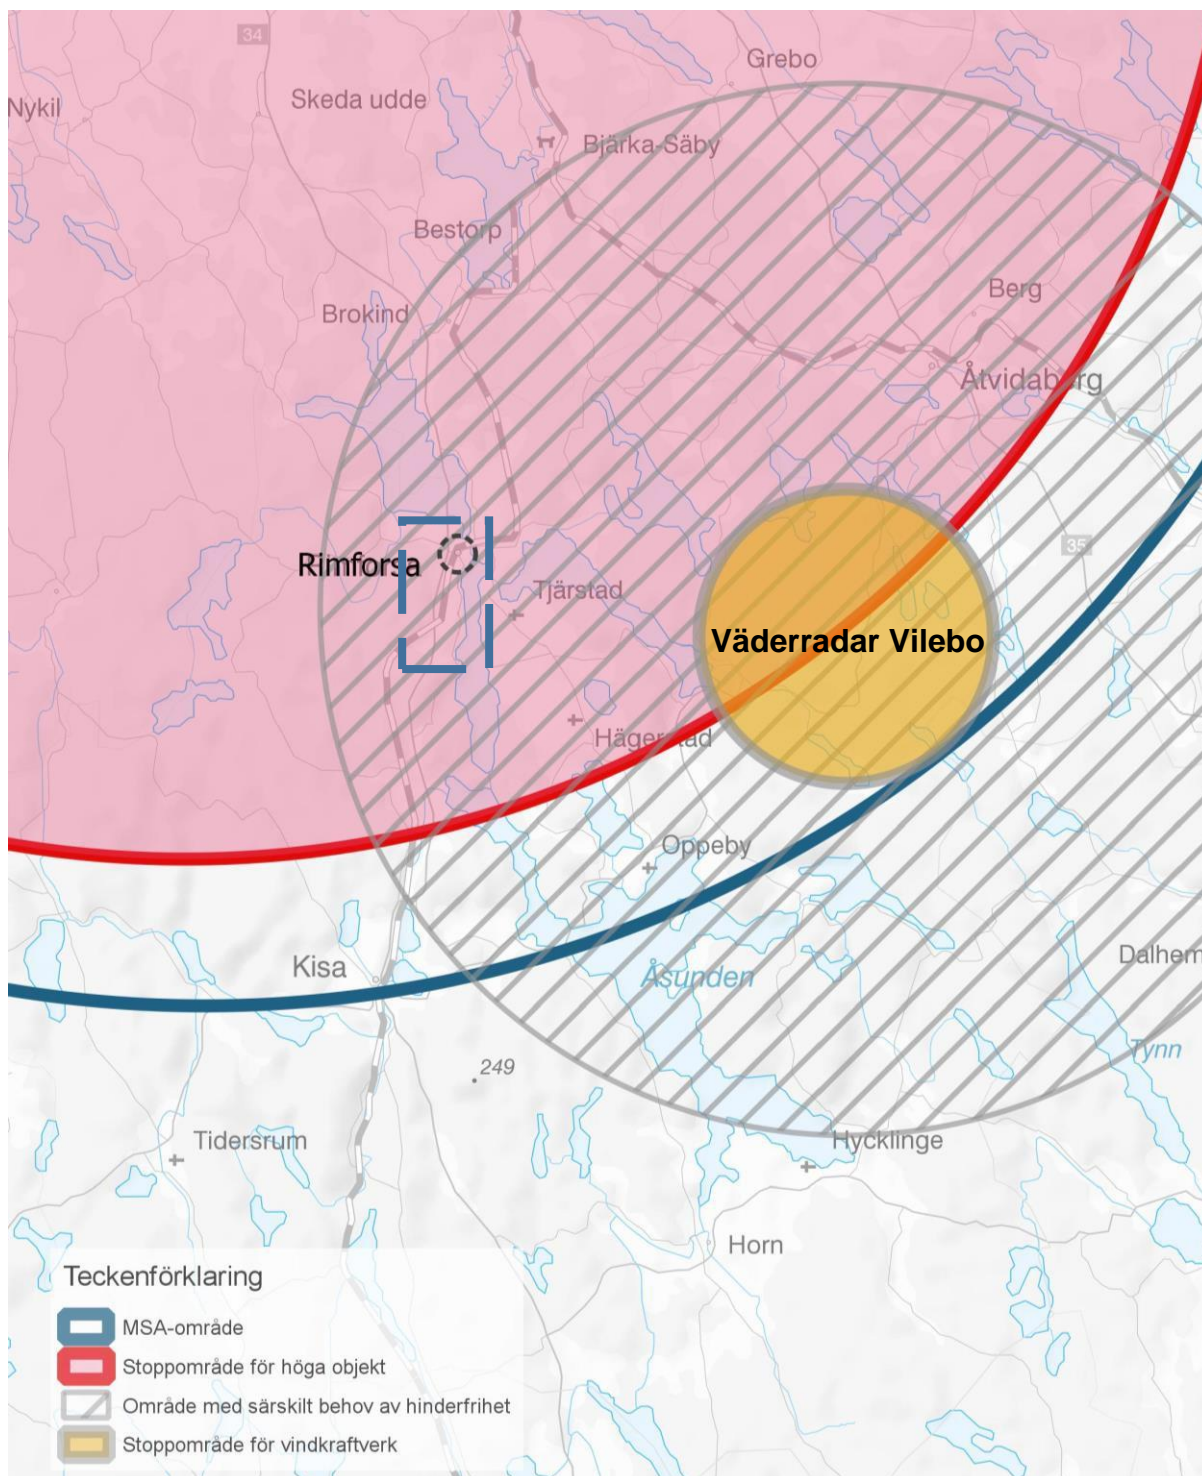 34
Grebo
Nykil
Skeda udde
Bjärka-Säby
Bestorp
Berg
Brokind
Åtvidaberg
35
Rimforsa
Tjärstad
Väderradar Vilebo
Hägerstad
Oppeby
Dalhem
Kisa
Åsunden
Tynn
249
Tidersrum
Hycklinge
Horn
Teckenförklaring
MSA-område
Stoppområde för höga objekt
Område med särskilt behov av hinderfrihet
Stoppområde för vindkraftverk